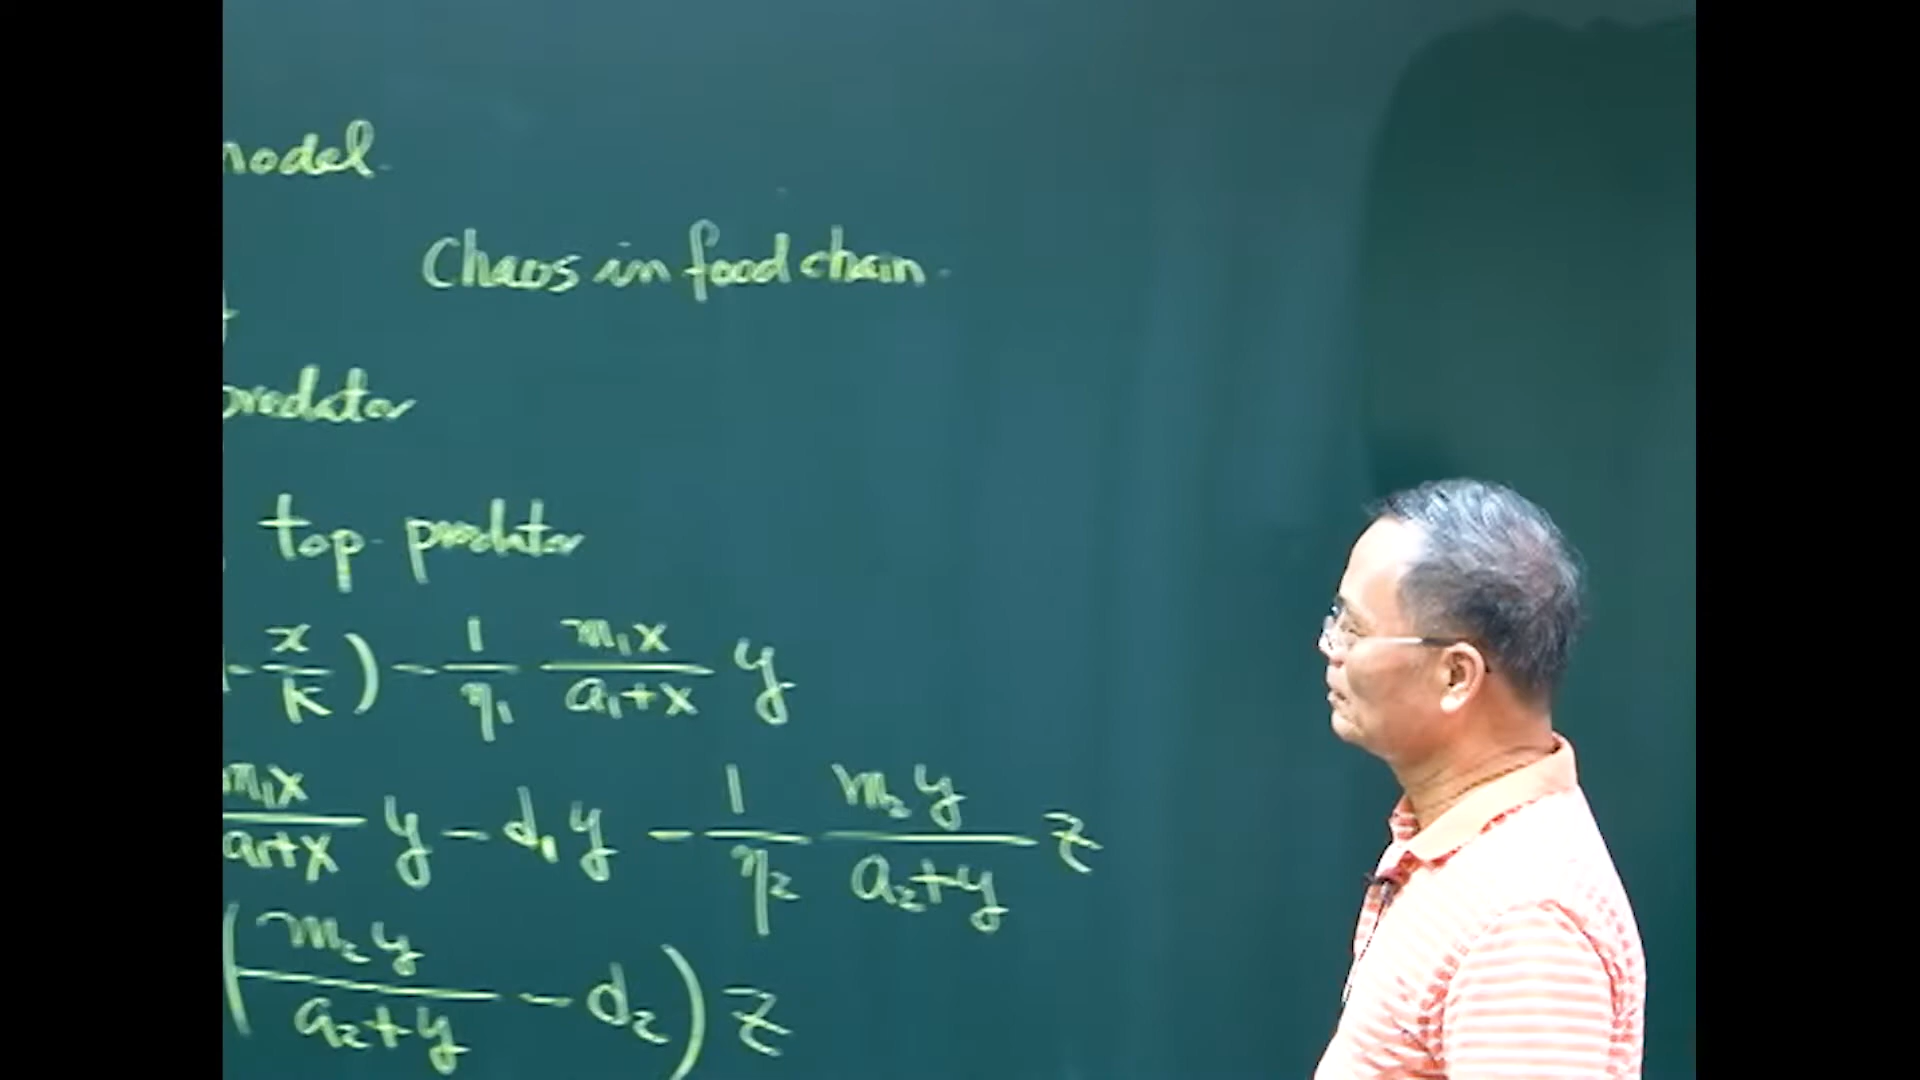 model.
Chaos in food chain.
predator
top predator
- x/K) - 1/η₁ m₁x/(a₁+x) y
m₁x/(a₁+x) y - d₁y - 1/η₂ m₂y/(a₂+y) z
(m₂y/(a₂+y) - d₂) z